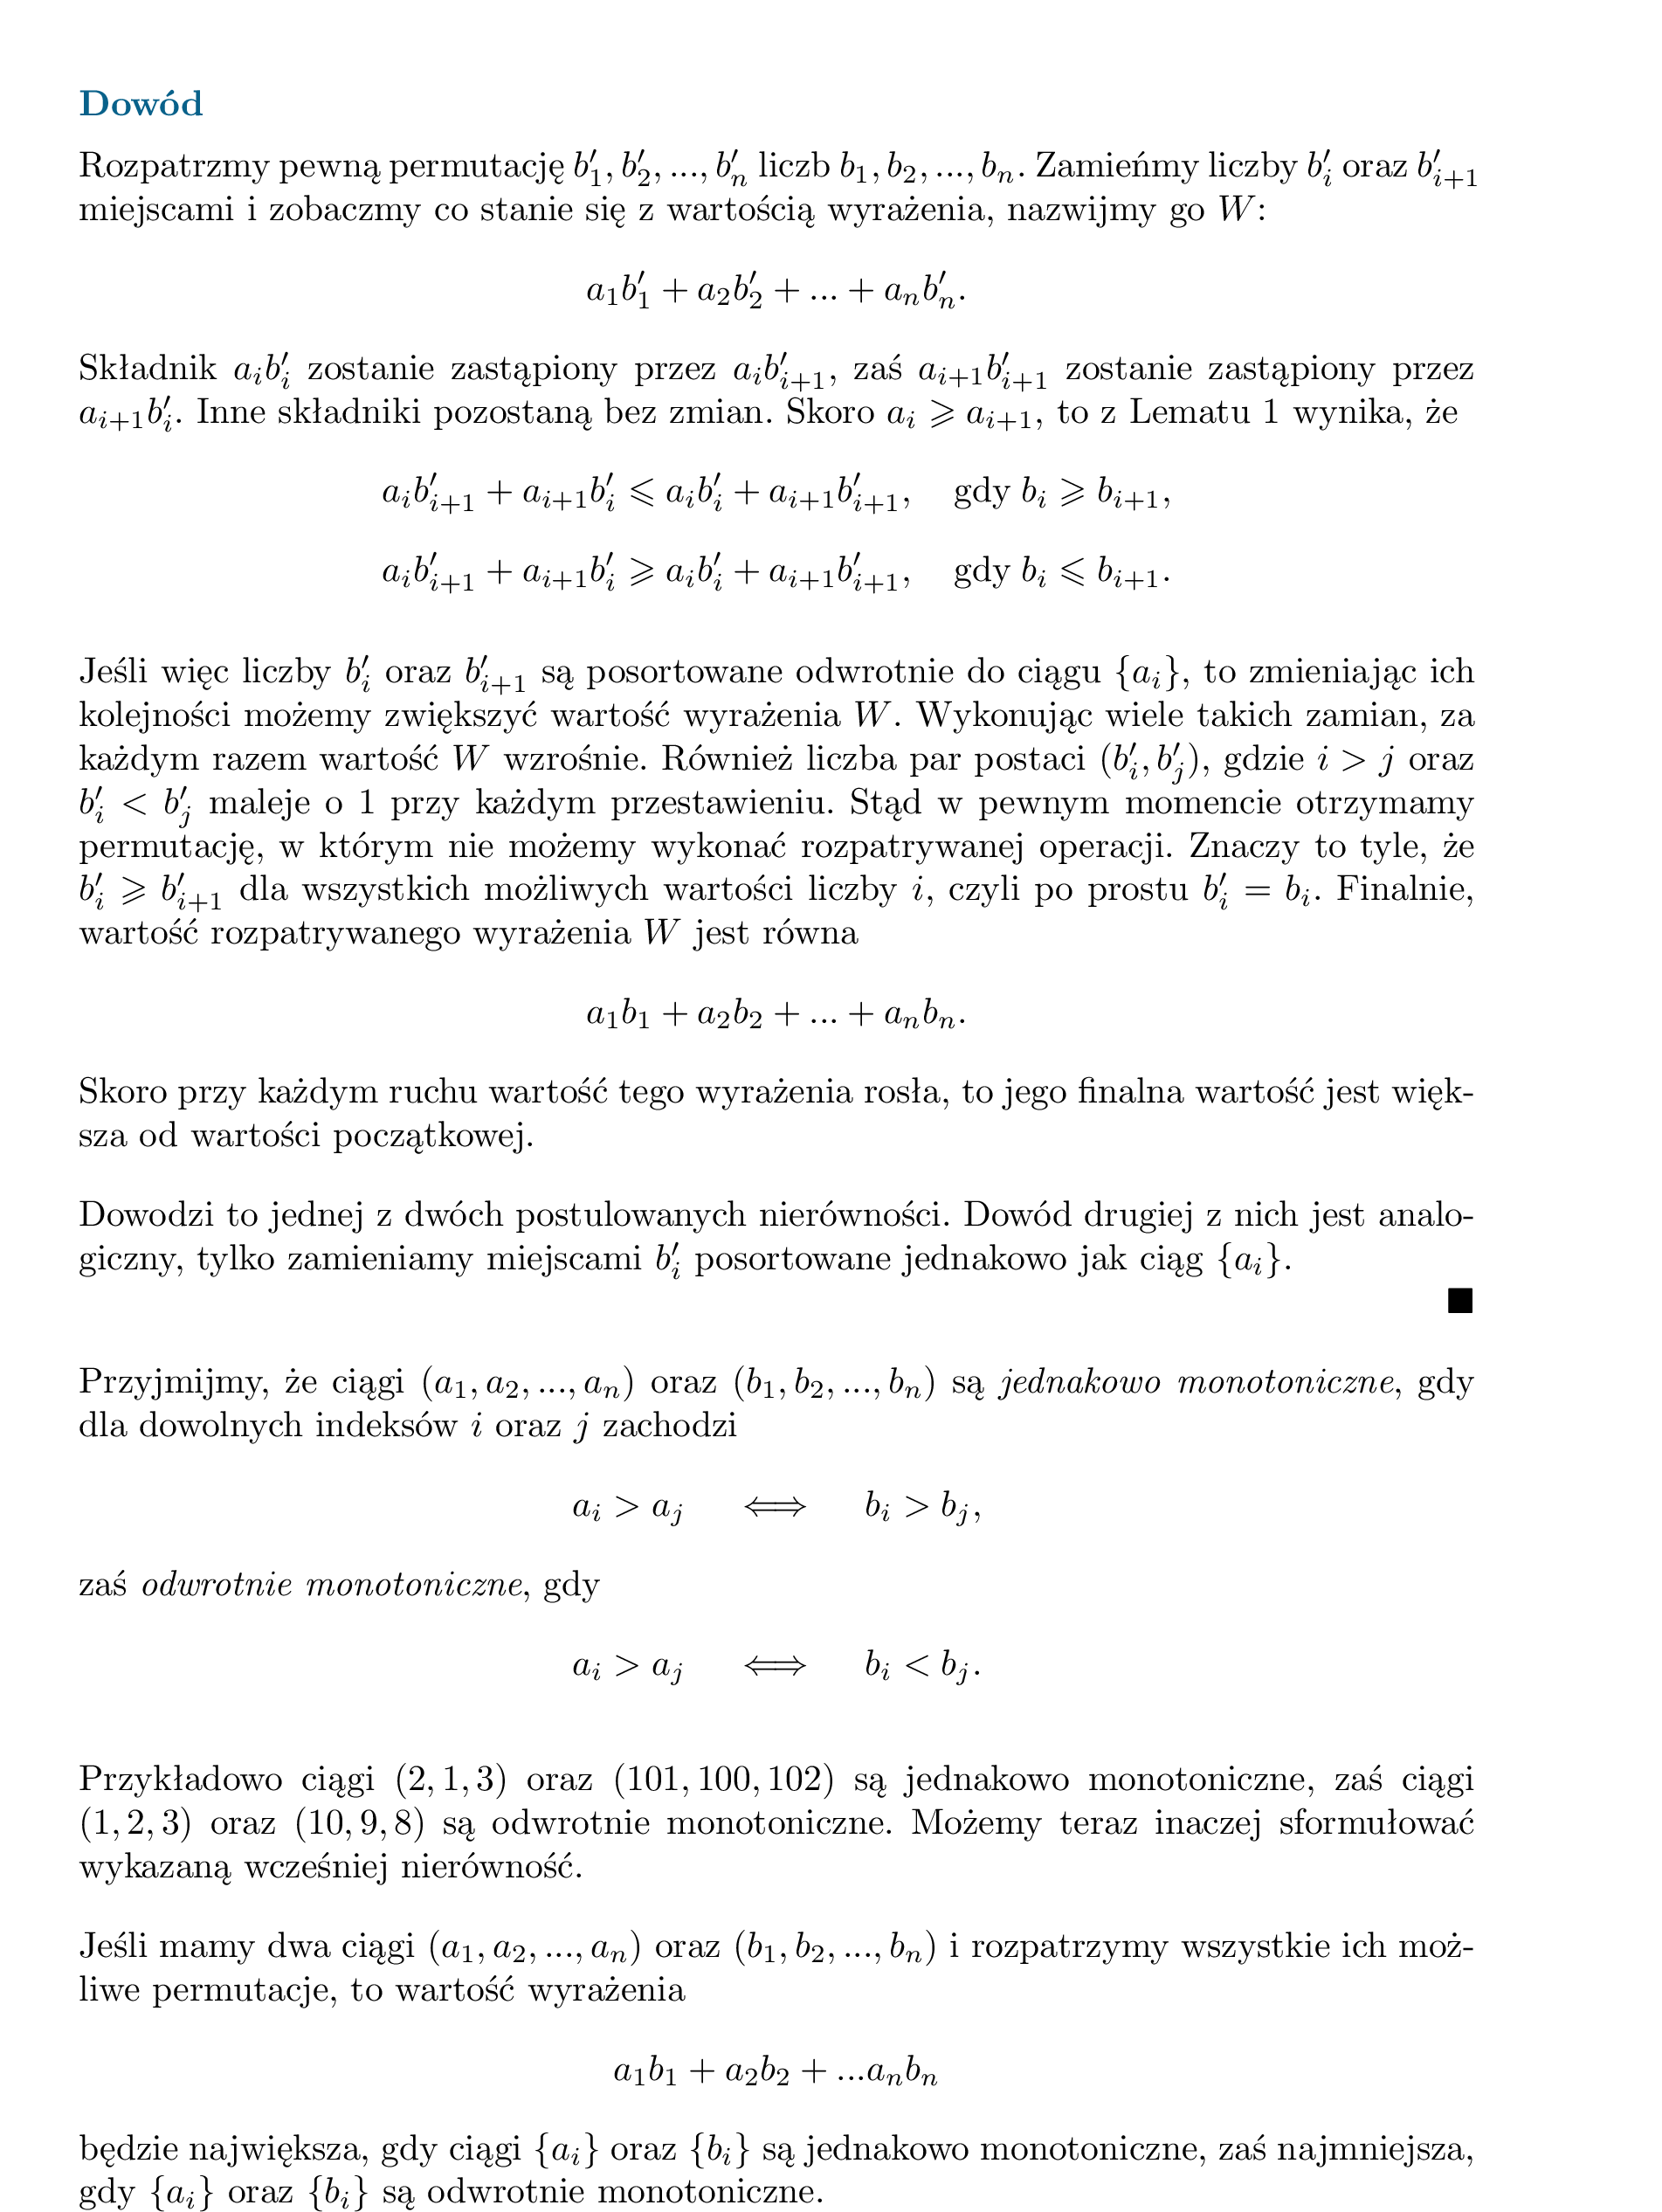 Dowód
Rozpatrzmy pewną permutację $b'_1, b'_2, ..., b'_n$ liczb $b_1, b_2, ..., b_n$. Zamieńmy liczby $b'_i$ oraz $b'_{i+1}$
miejscami i zobaczmy co stanie się z wartością wyrażenia, nazwijmy go $W$:
$a_1b'_1 + a_2b'_2 + ... + a_nb'_n.$
Składnik $a_ib'_i$ zostanie zastąpiony przez $a_ib'_{i+1}$, zaś $a_{i+1}b'_{i+1}$ zostanie zastąpiony przez
$a_{i+1}b'_i$. Inne składniki pozostaną bez zmian. Skoro $a_i \geqslant a_{i+1}$, to z Lematu 1 wynika, że
$a_ib'_{i+1} + a_{i+1}b'_i \leqslant a_ib'_i + a_{i+1}b'_{i+1}$, gdy $b_i \geqslant b_{i+1}$,
$a_ib'_{i+1} + a_{i+1}b'_i \geqslant a_ib'_i + a_{i+1}b'_{i+1}$, gdy $b_i \leqslant b_{i+1}$.
Jeśli więc liczby $b'_i$ oraz $b'_{i+1}$ są posortowane odwrotnie do ciągu $\{a_i\}$, to zmieniając ich
kolejności możemy zwiększyć wartość wyrażenia $W$. Wykonując wiele takich zamian, za
każdym razem wartość $W$ wzrośnie. Również liczba par postaci $(b'_i, b'_j)$, gdzie $i > j$ oraz
$b'_i < b'_j$ maleje o 1 przy każdym przestawieniu. Stąd w pewnym momencie otrzymamy
permutację, w którym nie możemy wykonać rozpatrywanej operacji. Znaczy to tyle, że
$b'_i \geqslant b'_{i+1}$ dla wszystkich możliwych wartości liczby $i$, czyli po prostu $b'_i = b_i$. Finalnie,
wartość rozpatrywanego wyrażenia $W$ jest równa
$a_1b_1 + a_2b_2 + ... + a_nb_n.$
Skoro przy każdym ruchu wartość tego wyrażenia rosła, to jego finalna wartość jest więk-
sza od wartości początkowej.
Dowodzi to jednej z dwóch postulowanych nierówności. Dowód drugiej z nich jest analo-
giczny, tylko zamieniamy miejscami $b'_i$ posortowane jednakowo jak ciąg $\{a_i\}$.
■
Przyjmijmy, że ciągi $(a_1, a_2, ..., a_n)$ oraz $(b_1, b_2, ..., b_n)$ są jednakowo monotoniczne, gdy
dla dowolnych indeksów $i$ oraz $j$ zachodzi
$a_i > a_j \iff b_i > b_j,$
zaś odwrotnie monotoniczne, gdy
$a_i > a_j \iff b_i < b_j.$
Przykładowo ciągi $(2, 1, 3)$ oraz $(101, 100, 102)$ są jednakowo monotoniczne, zaś ciągi
$(1, 2, 3)$ oraz $(10, 9, 8)$ są odwrotnie monotoniczne. Możemy teraz inaczej sformułować
wykazaną wcześniej nierówność.
Jeśli mamy dwa ciągi $(a_1, a_2, ..., a_n)$ oraz $(b_1, b_2, ..., b_n)$ i rozpatrzymy wszystkie ich moż-
liwe permutacje, to wartość wyrażenia
$a_1b_1 + a_2b_2 + ...a_nb_n$
będzie największa, gdy ciągi $\{a_i\}$ oraz $\{b_i\}$ są jednakowo monotoniczne, zaś najmniejsza,
gdy $\{a_i\}$ oraz $\{b_i\}$ są odwrotnie monotoniczne.